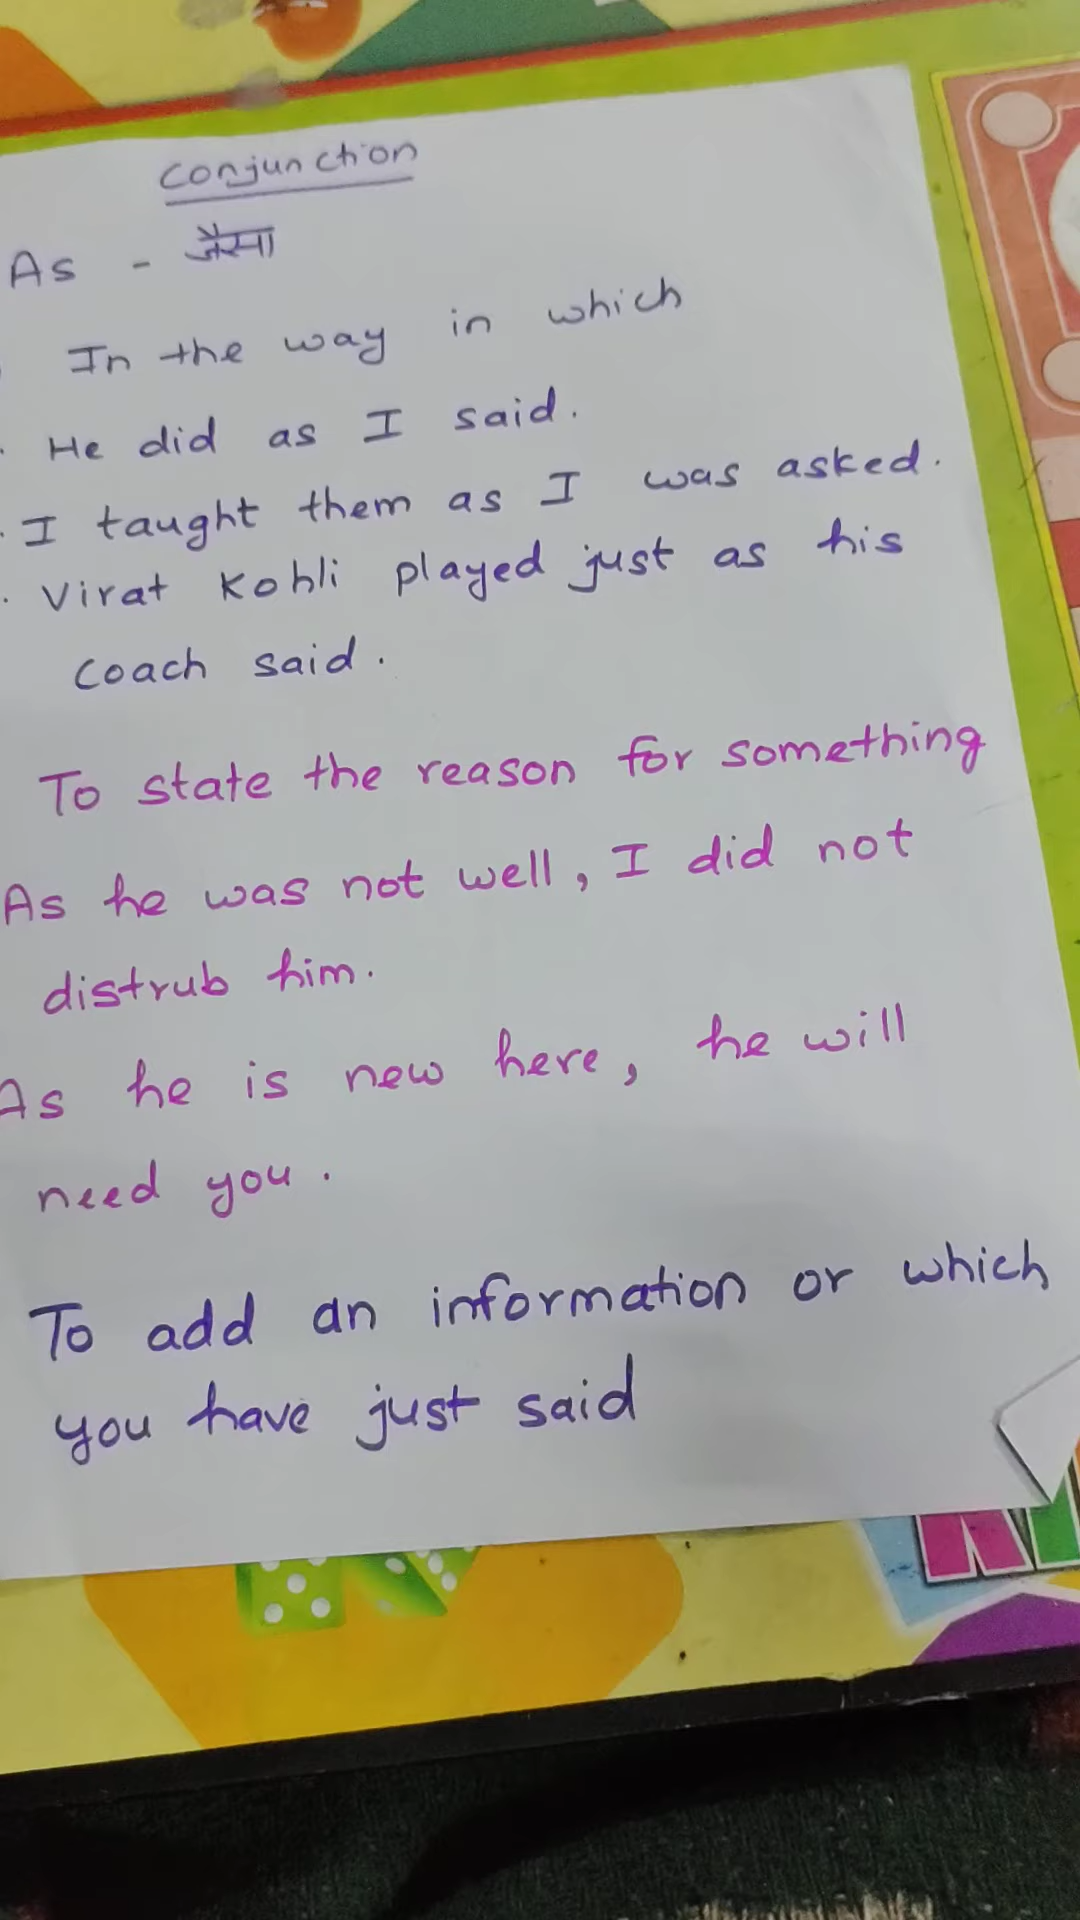 Conjunction
As - जैसा
In the way in which
He did as I said.
I taught them as I was asked.
Virat Kohli played just as his
coach said.
To state the reason for something
As he was not well, I did not
distrub him.
As he is new here, he will
need you.
To add an information or which
you have just said